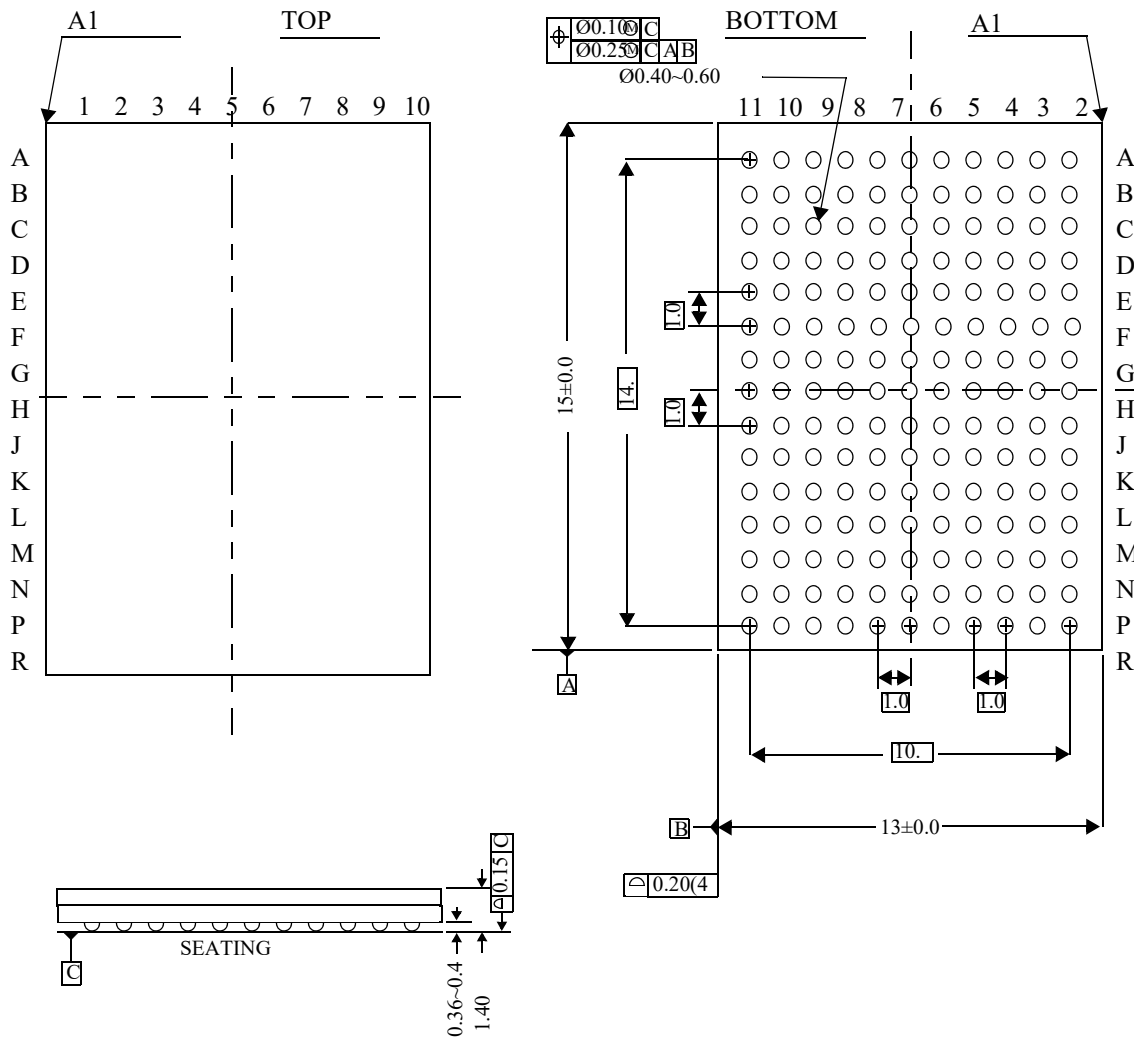 A1 TOP
1 2 3 4 5 6 7 8 9 10
A
B
C
D
E
F
G
H
J
K
L
M
N
P
R
Ø0.10Ⓜ C
Ø0.25Ⓜ C A B
Ø0.40~0.60
BOTTOM A1
11 10 9 8 7 6 5 4 3 2
A
B
C
D
E
F
G
H
J
K
L
M
N
P
R
1.0
1.0
14.
15±0.0
A
1.0 1.0
10.
B 13±0.0
0.20(4
0.15 C
SEATING
C
0.36~0.4
1.40